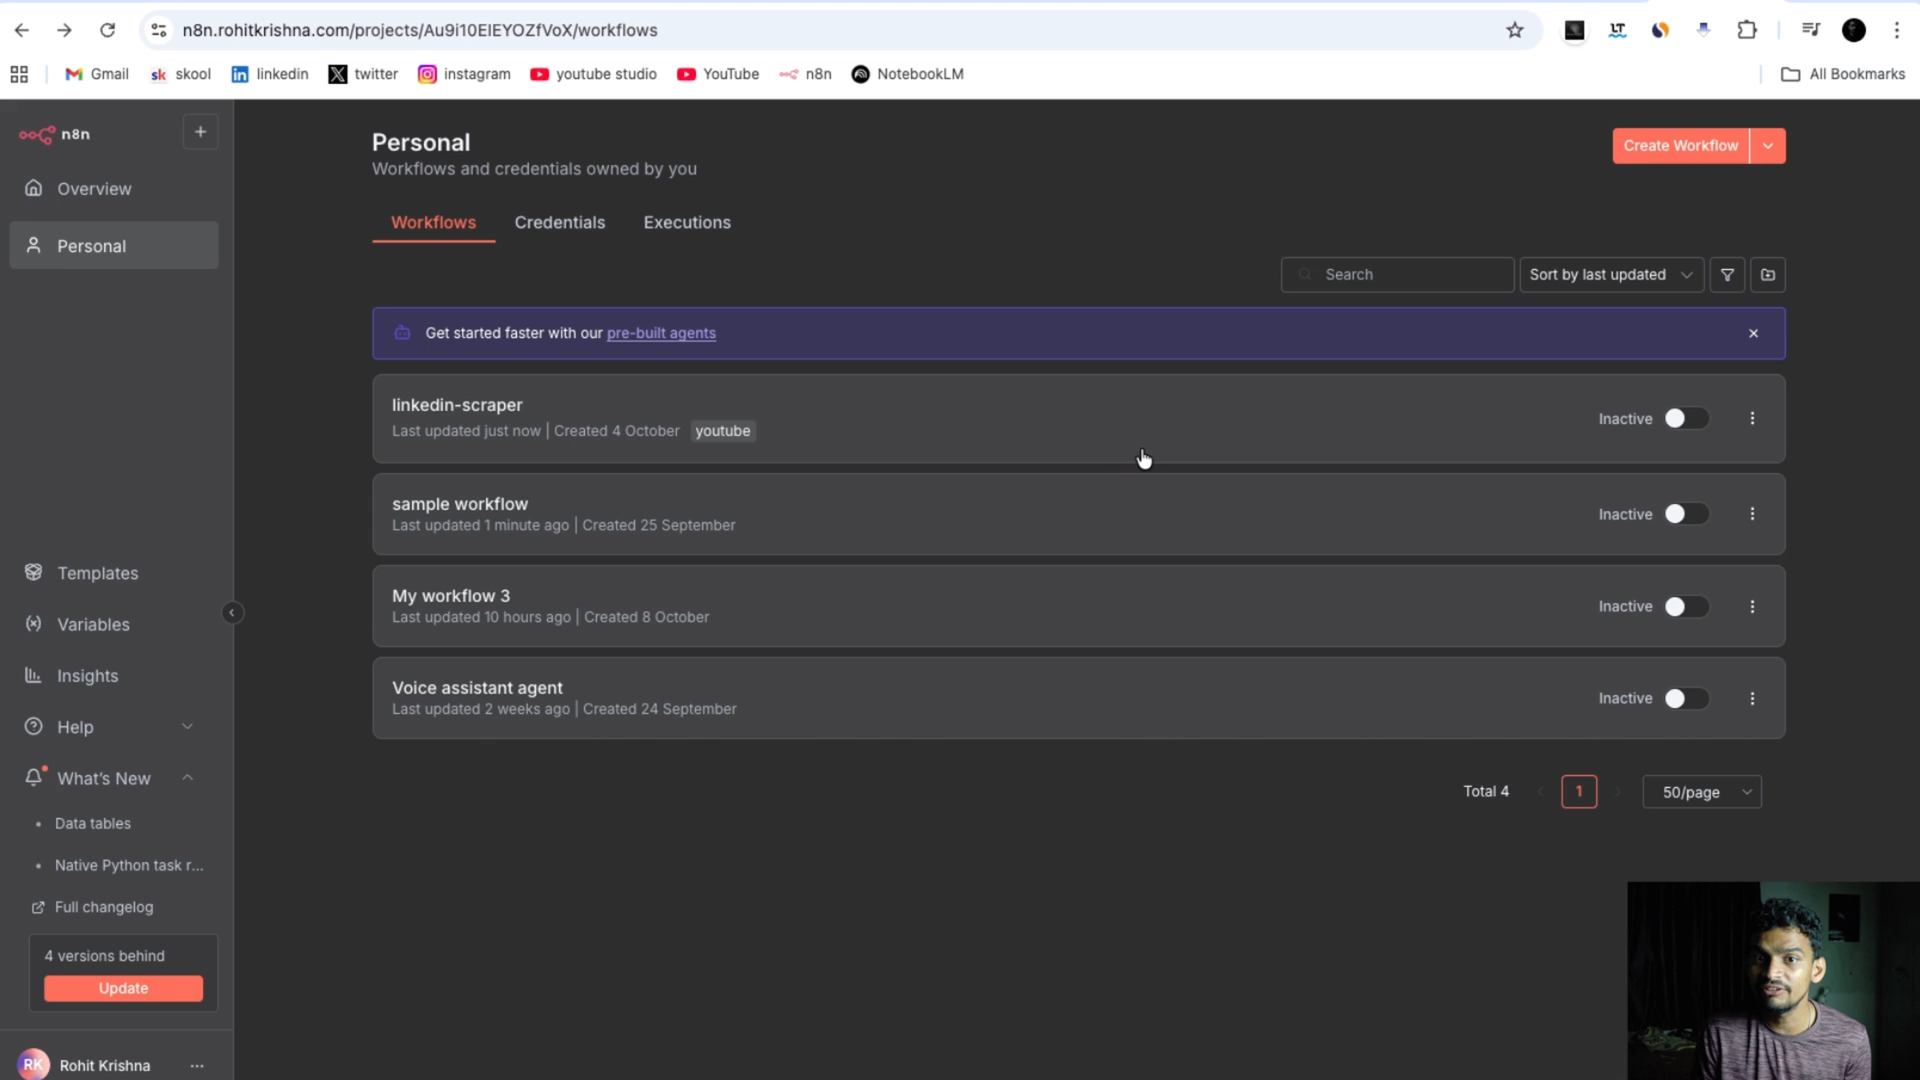 n8n.rohitkrishna.com/projects/Au9i10EIEYOZfVoX/workflows
Gmail
sk skool
linkedin
twitter
instagram
youtube studio
YouTube
n8n
NotebookLM
All Bookmarks
LT
n8n
Overview
Personal
Templates
Variables
Insights
Help
What's New
Data tables
Native Python task r...
Full changelog
4 versions behind
Update
RK Rohit Krishna
Personal
Workflows and credentials owned by you
Create Workflow
Workflows Credentials Executions
Search
Sort by last updated
Get started faster with our pre-built agents
linkedin-scraper
Last updated just now | Created 4 October youtube
Inactive
sample workflow
Last updated 1 minute ago | Created 25 September
Inactive
My workflow 3
Last updated 10 hours ago | Created 8 October
Inactive
Voice assistant agent
Last updated 2 weeks ago | Created 24 September
Inactive
Total 4 1 50/page